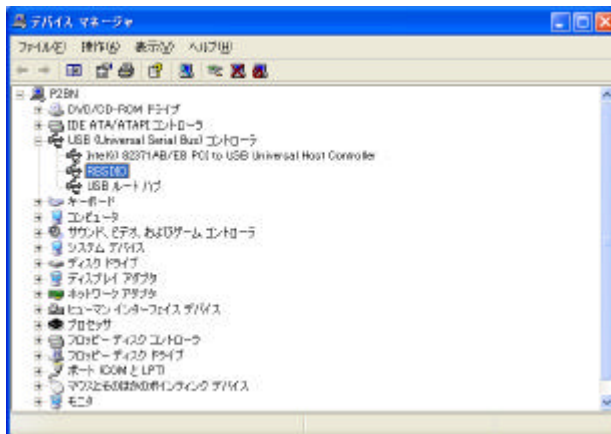 デバイス マネージャ
ファイル(F) 操作(A) 表示(V) ヘルプ(H)
P2BN
DVD/CD-ROM ドライブ
IDE ATA/ATAPI コントローラ
USB (Universal Serial Bus) コントローラ
Intel(R) 82371AB/EB PCI to USB Universal Host Controller
USB ルート ハブ
キーボード
コンピュータ
サウンド、ビデオ、およびゲーム コントローラ
システム デバイス
ディスク ドライブ
ディスプレイ アダプタ
ネットワーク アダプタ
ヒューマン インターフェイス デバイス
プロセッサ
フロッピー ディスク コントローラ
フロッピー ディスク ドライブ
ポート (COM と LPT)
マウスとそのほかのポインティング デバイス
モニタ